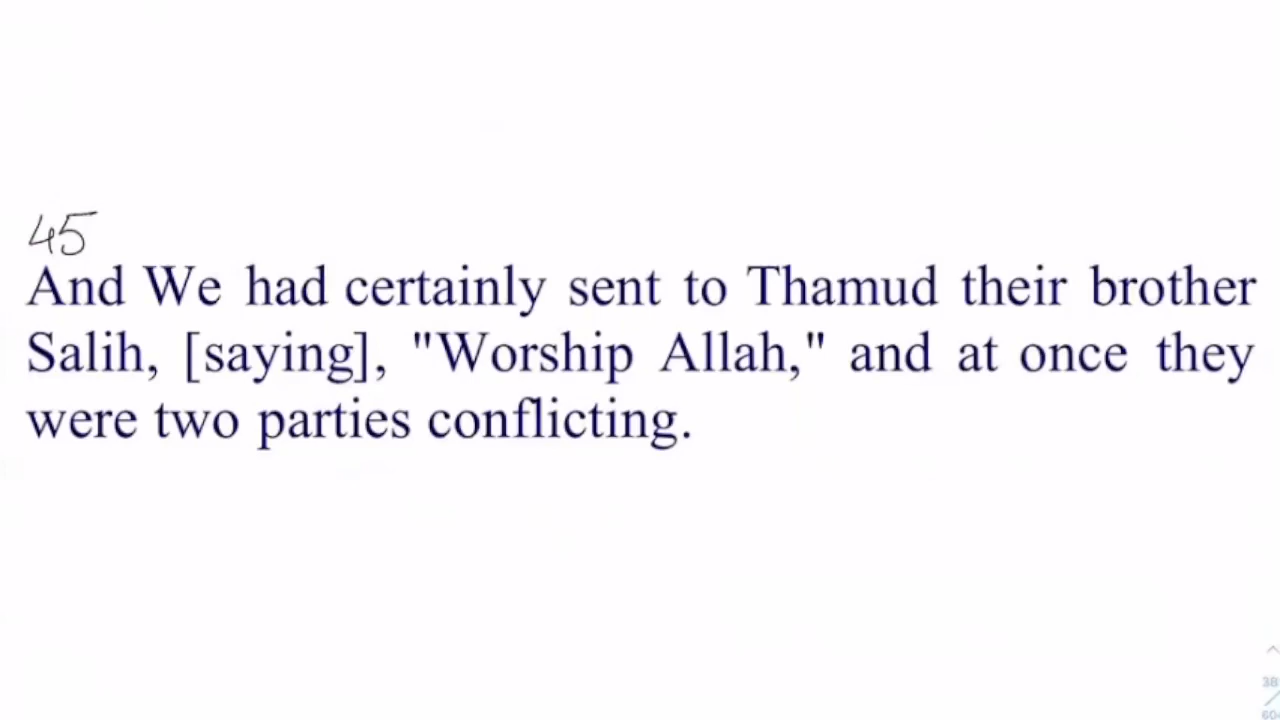 45
And We had certainly sent to Thamud their brother
Salih, [saying], "Worship Allah," and at once they
were two parties conflicting.